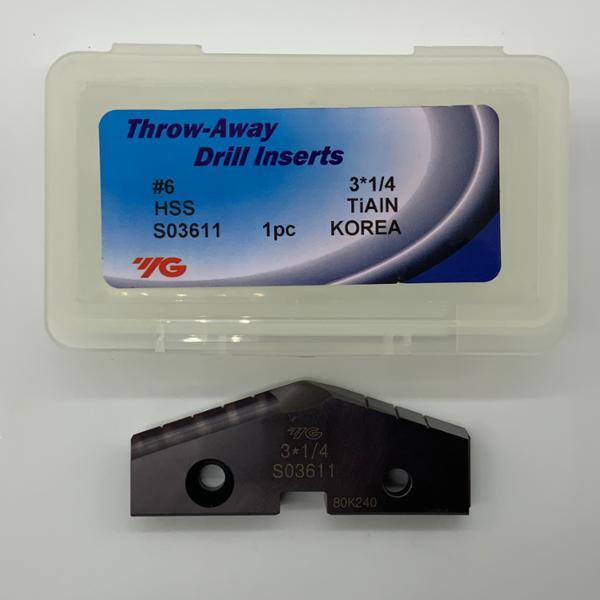 Throw-Away
Drill Inserts
#6 3*1/4
HSS TiAlN
S03611 1pc KOREA
YG
YG
3*1/4
S03611
80K240